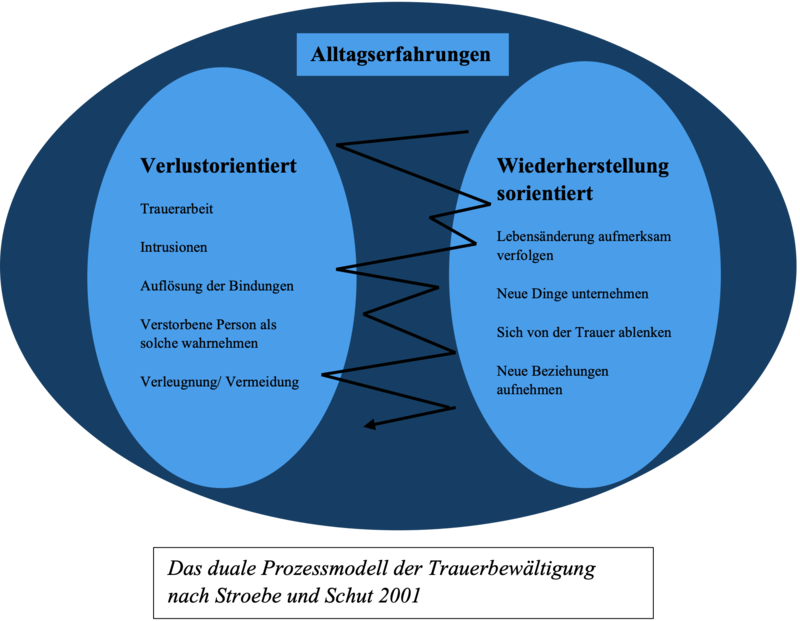 Alltagserfahrungen
Verlustorientiert
Trauerarbeit
Intrusionen
Auflösung der Bindungen
Verstorbene Person als
solche wahrnehmen
Verleugnung/ Vermeidung
Wiederherstellung
sorientiert
Lebensänderung aufmerksam
verfolgen
Neue Dinge unternehmen
Sich von der Trauer ablenken
Neue Beziehungen
aufnehmen
Das duale Prozessmodell der Trauerbewältigung
nach Stroebe und Schut 2001